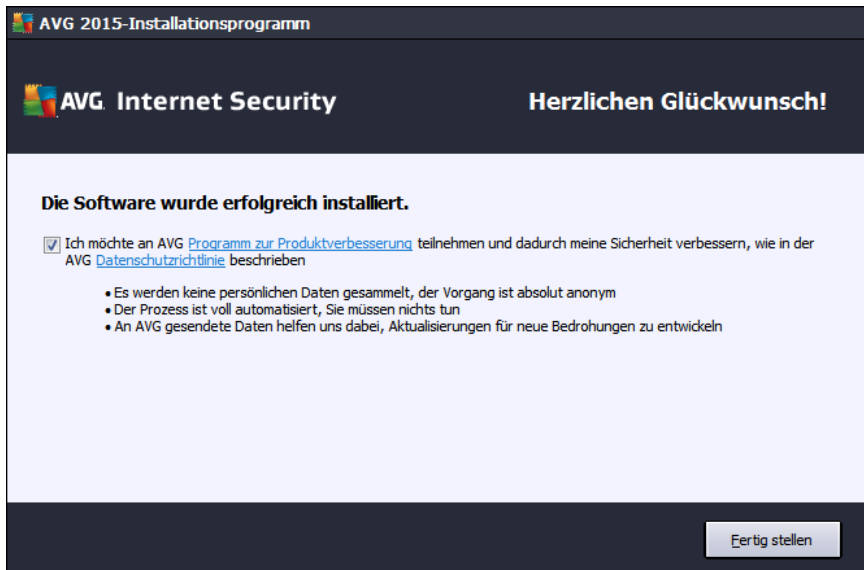 AVG 2015-Installationsprogramm
AVG Internet Security
Herzlichen Glückwunsch!
Die Software wurde erfolgreich installiert.
Ich möchte an AVG Programm zur Produktverbesserung teilnehmen und dadurch meine Sicherheit verbessern, wie in der
AVG Datenschutzrichtlinie beschrieben
• Es werden keine persönlichen Daten gesammelt, der Vorgang ist absolut anonym
• Der Prozess ist voll automatisiert, Sie müssen nichts tun
• An AVG gesendete Daten helfen uns dabei, Aktualisierungen für neue Bedrohungen zu entwickeln
Fertig stellen